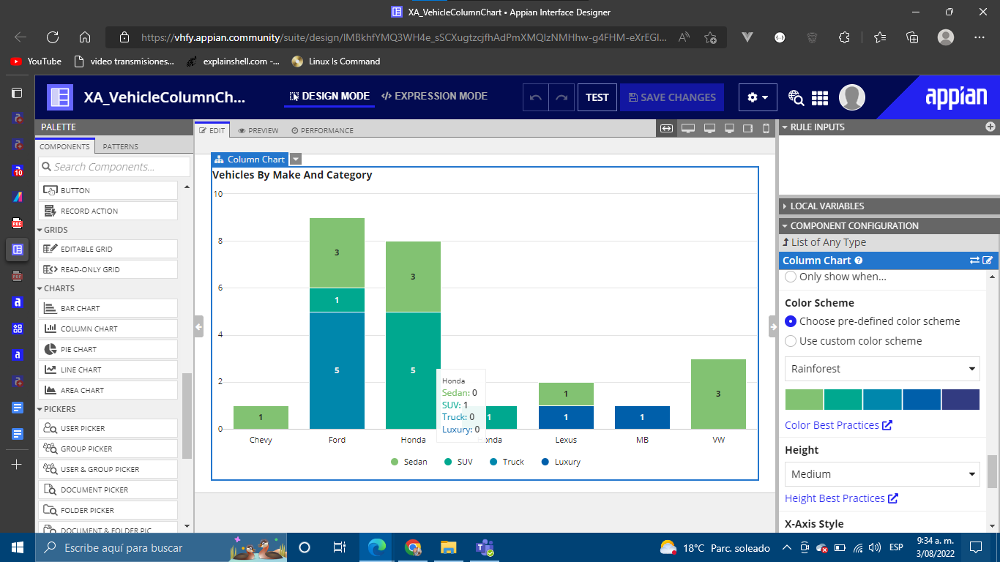 XA_VehicleColumnChart • Appian Interface Designer
https://vhfy.appian.community/suite/design/lMBkhfYMQ3WH4e_sSCXugtzcjfhAdPmXMQlzNMHhw-g4FHM-eXrEGl...
YouTube
video transmisiones...
explainshell.com -...
Linux Is Command
XA_VehicleColumnCh...
DESIGN MODE
</> EXPRESSION MODE
TEST
SAVE CHANGES
appian
PALETTE
COMPONENTS
PATTERNS
Search Components...
BUTTON
RECORD ACTION
GRIDS
EDITABLE GRID
READ-ONLY GRID
CHARTS
BAR CHART
COLUMN CHART
PIE CHART
LINE CHART
AREA CHART
PICKERS
USER PICKER
GROUP PICKER
USER & GROUP PICKER
DOCUMENT PICKER
FOLDER PICKER
DOCUMENT & FOLDER PIC
EDIT
PREVIEW
PERFORMANCE
Column Chart
Vehicles By Make And Category
10
8
6
4
2
0
1
3
1
5
3
5
1
1
1
1
3
Honda
Sedan: 0
SUV: 1
Truck: 0
Luxury: 0
Chevy
Ford
Honda
onda
Lexus
MB
VW
Sedan
SUV
Truck
Luxury
RULE INPUTS
LOCAL VARIABLES
COMPONENT CONFIGURATION
List of Any Type
Column Chart
Only show when...
Color Scheme
Choose pre-defined color scheme
Use custom color scheme
Rainforest
Color Best Practices
Height
Medium
Height Best Practices
X-Axis Style
10
PDF
PDF
Escribe aquí para buscar
18°C Parc. soleado
ESP
9:34 a. m.
3/08/2022